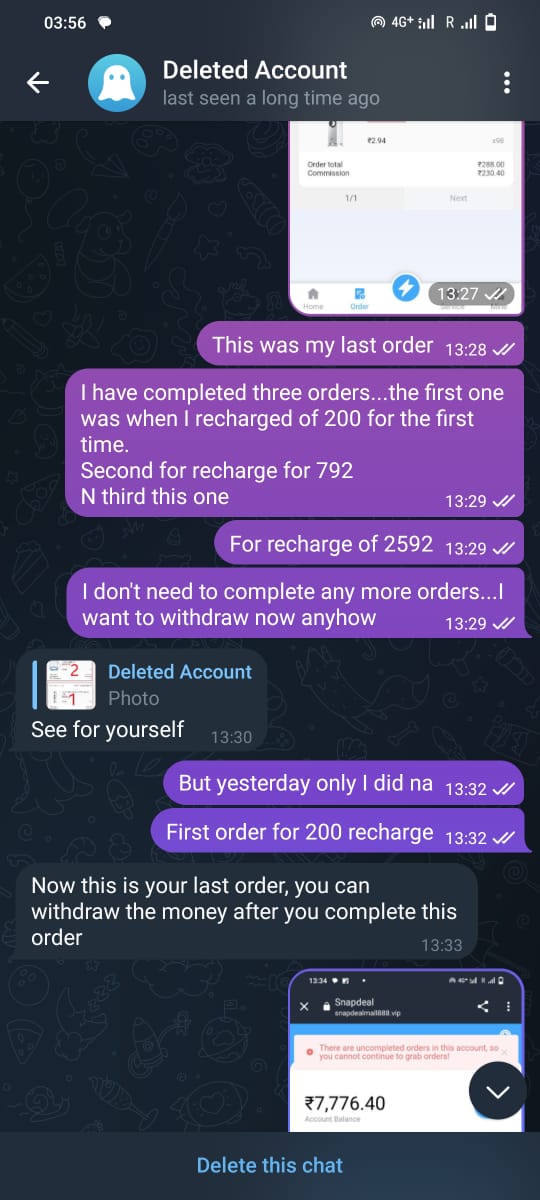 03:56
4G+ R
Deleted Account
last seen a long time ago
₹2.94 x98
Order total ₹288.00
Commission ₹230.40
1/1 Next
Home Order
13:27
This was my last order 13:28
I have completed three orders...the first one
was when I recharged of 200 for the first
time.
Second for recharge for 792
N third this one 13:29
For recharge of 2592 13:29
I don't need to complete any more orders...I
want to withdraw now anyhow 13:29
2
1
Deleted Account
Photo
See for yourself 13:30
But yesterday only I did na 13:32
First order for 200 recharge 13:32
Now this is your last order, you can
withdraw the money after you complete this
order 13:33
13:34 4G+ R
Snapdeal
snapdealmall888.vip
There are uncompleted orders in this account, so
you cannot continue to grab orders!
₹7,776.40
Account Balance
Delete this chat